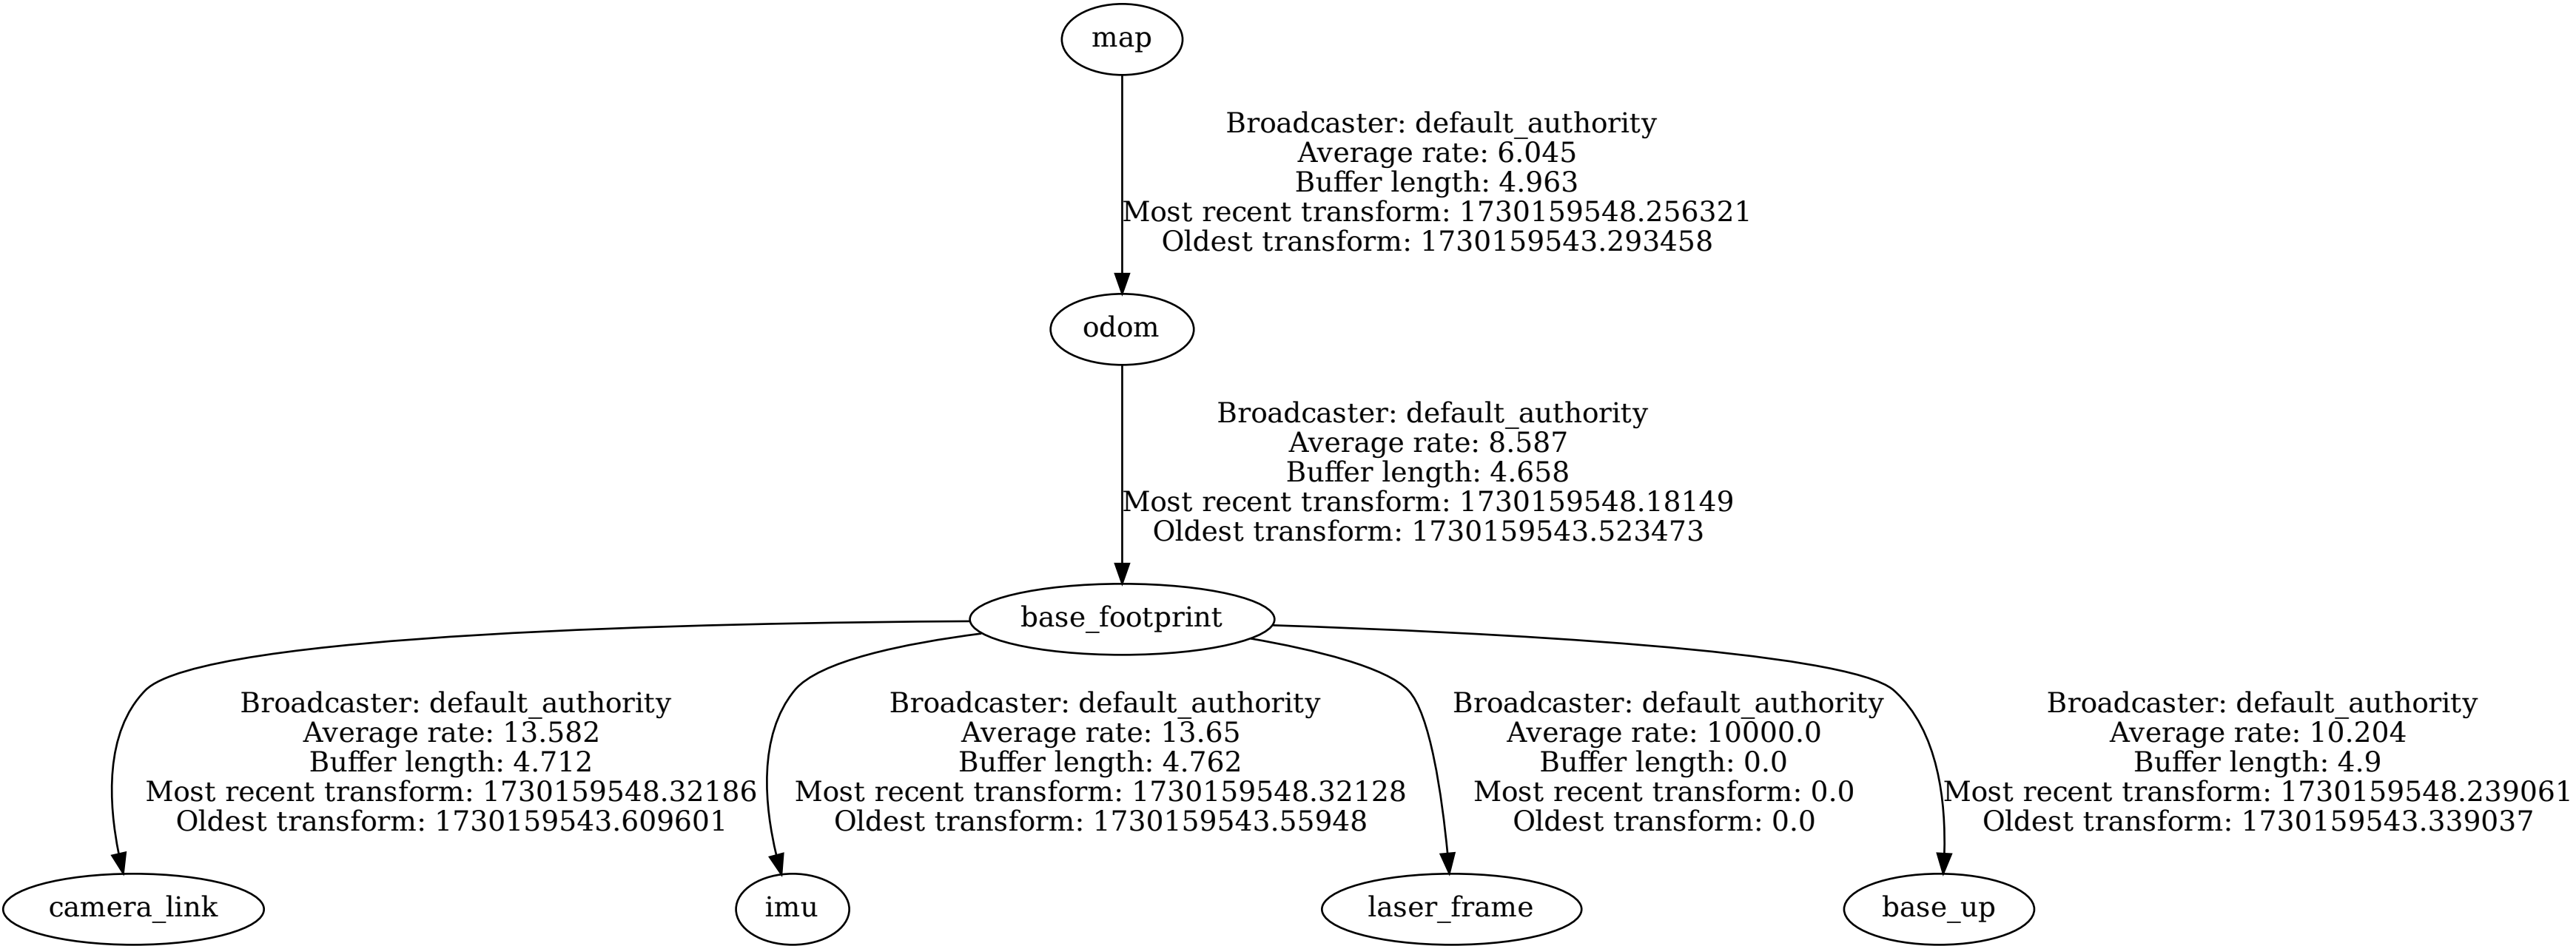 map
Broadcaster: default_authority
Average rate: 6.045
Buffer length: 4.963
Most recent transform: 1730159548.256321
Oldest transform: 1730159543.293458
odom
Broadcaster: default_authority
Average rate: 8.587
Buffer length: 4.658
Most recent transform: 1730159548.18149
Oldest transform: 1730159543.523473
base_footprint
Broadcaster: default_authority
Average rate: 13.582
Buffer length: 4.712
Most recent transform: 1730159548.32186
Oldest transform: 1730159543.609601
Broadcaster: default_authority
Average rate: 13.65
Buffer length: 4.762
Most recent transform: 1730159548.32128
Oldest transform: 1730159543.55948
Broadcaster: default_authority
Average rate: 10000.0
Buffer length: 0.0
Most recent transform: 0.0
Oldest transform: 0.0
Broadcaster: default_authority
Average rate: 10.204
Buffer length: 4.9
Most recent transform: 1730159548.239061
Oldest transform: 1730159543.339037
camera_link
imu
laser_frame
base_up